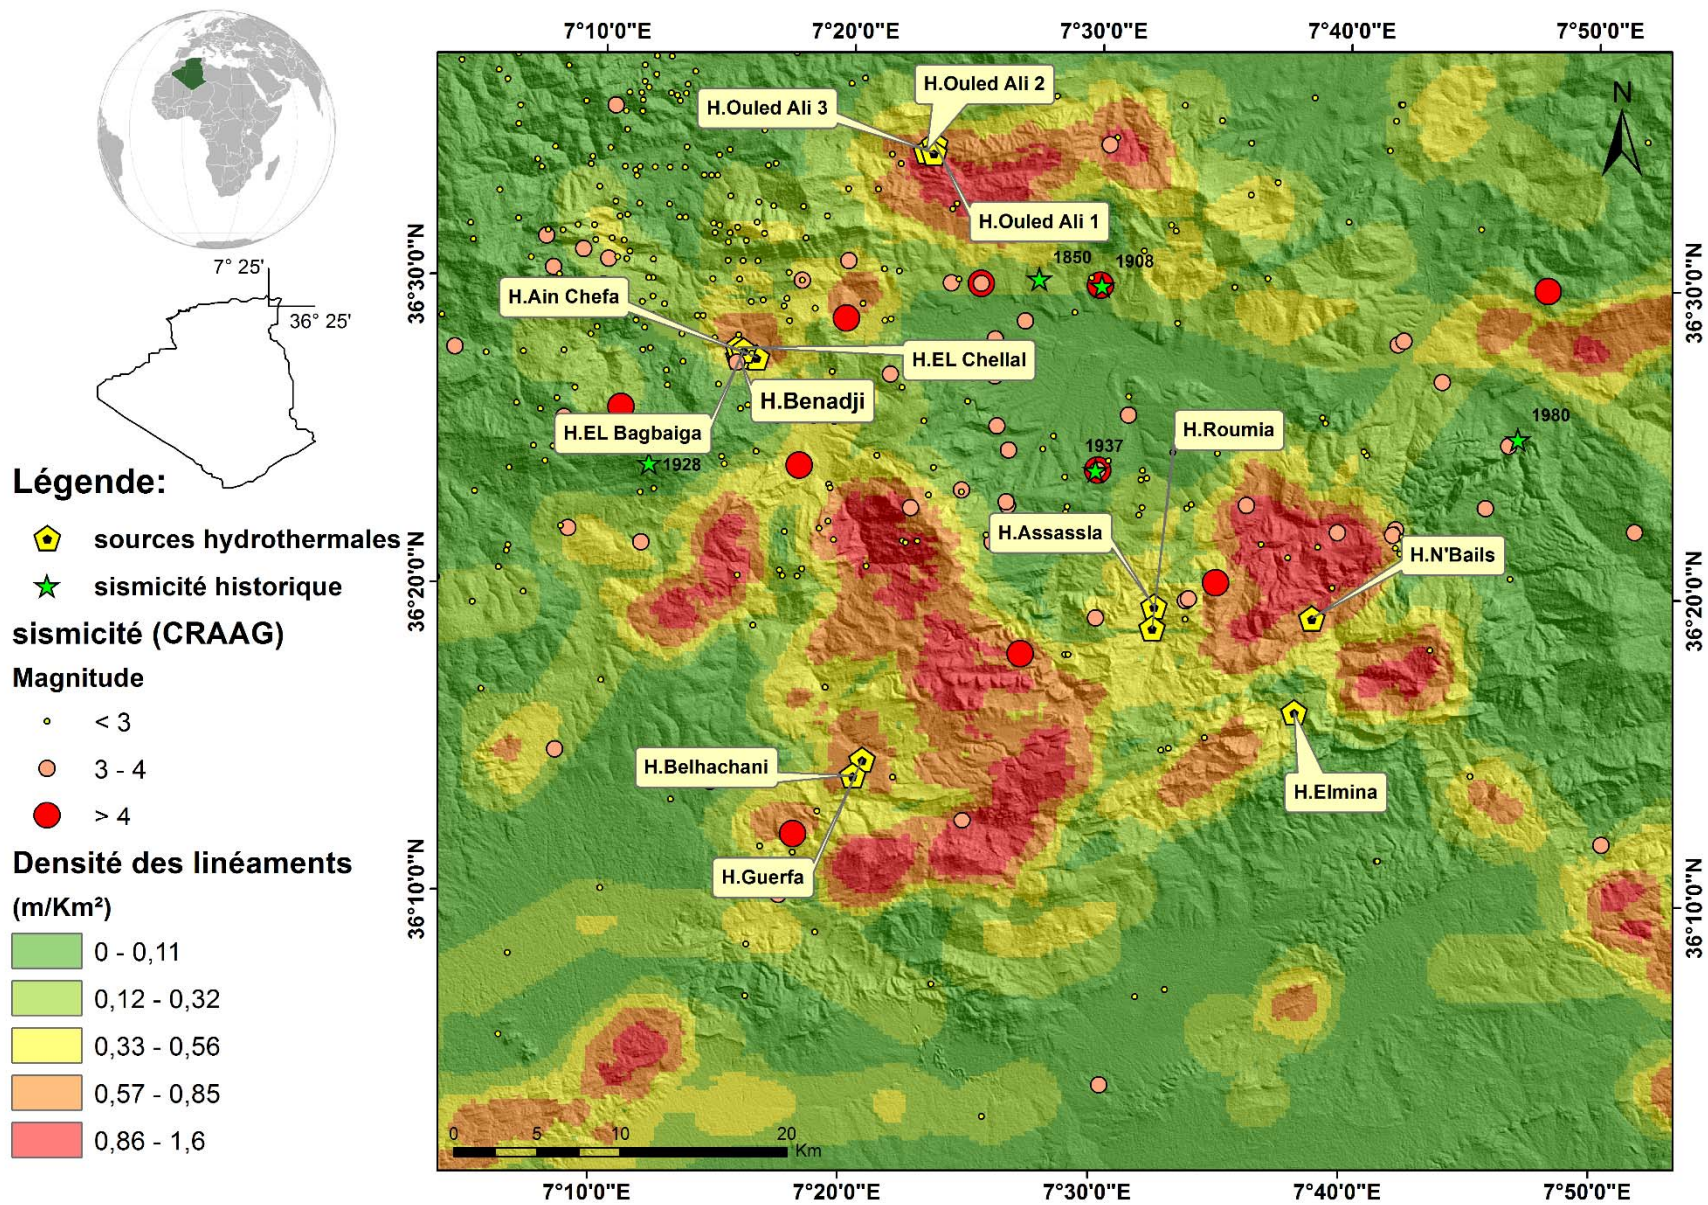 7°10'0"E
7°20'0"E
7°30'0"E
7°40'0"E
7°50'0"E
N
H.Ouled Ali 2
H.Ouled Ali 3
H.Ouled Ali 1
1850
1908
36°30'0"N
36°30'0"N
7° 25'
36° 25'
H.Ain Chefa
H.EL Chellal
H.Benadji
H.EL Bagbaiga
H.Roumia
1980
1937
1928
Légende:
sources hydrothermales
sismicité historique
sismicité (CRAAG)
Magnitude
< 3
3 - 4
> 4
Densité des linéaments
(m/Km²)
0 - 0,11
0,12 - 0,32
0,33 - 0,56
0,57 - 0,85
0,86 - 1,6
H.Assassla
H.N'Bails
36°20'0"N
36°20'0"N
H.Belhachani
H.Elmina
H.Guerfa
36°10'0"N
36°10'0"N
0 5 10 20
Km
7°10'0"E
7°20'0"E
7°30'0"E
7°40'0"E
7°50'0"E